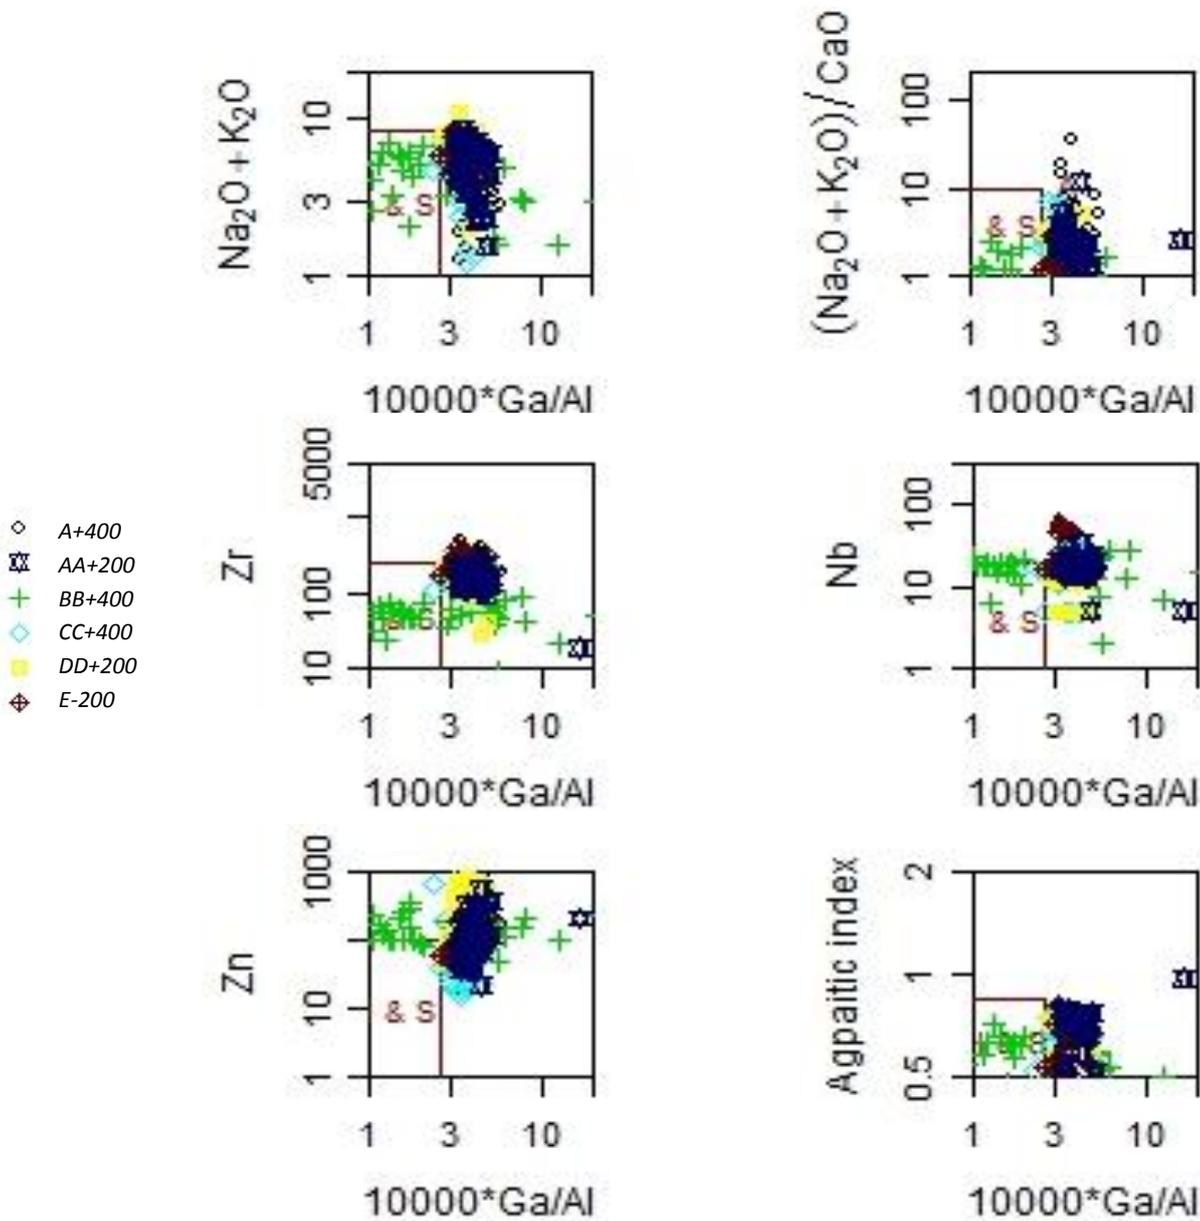 Na₂O + K₂O
10
3
1
& S
1 3 10
10000*Ga/Al
(Na₂O + K₂O) / CaO
100
10
1
& S
1 3 10
10000*Ga/Al
Zr
5000
100
10
& S
1 3 10
10000*Ga/Al
Nb
100
10
1
& S
1 3 10
10000*Ga/Al
A+400
AA+200
BB+400
CC+400
DD+200
E-200
Zn
1000
10
1
& S
1 3 10
10000*Ga/Al
Agpaitic index
2
1
0.5
S
1 3 10
10000*Ga/Al